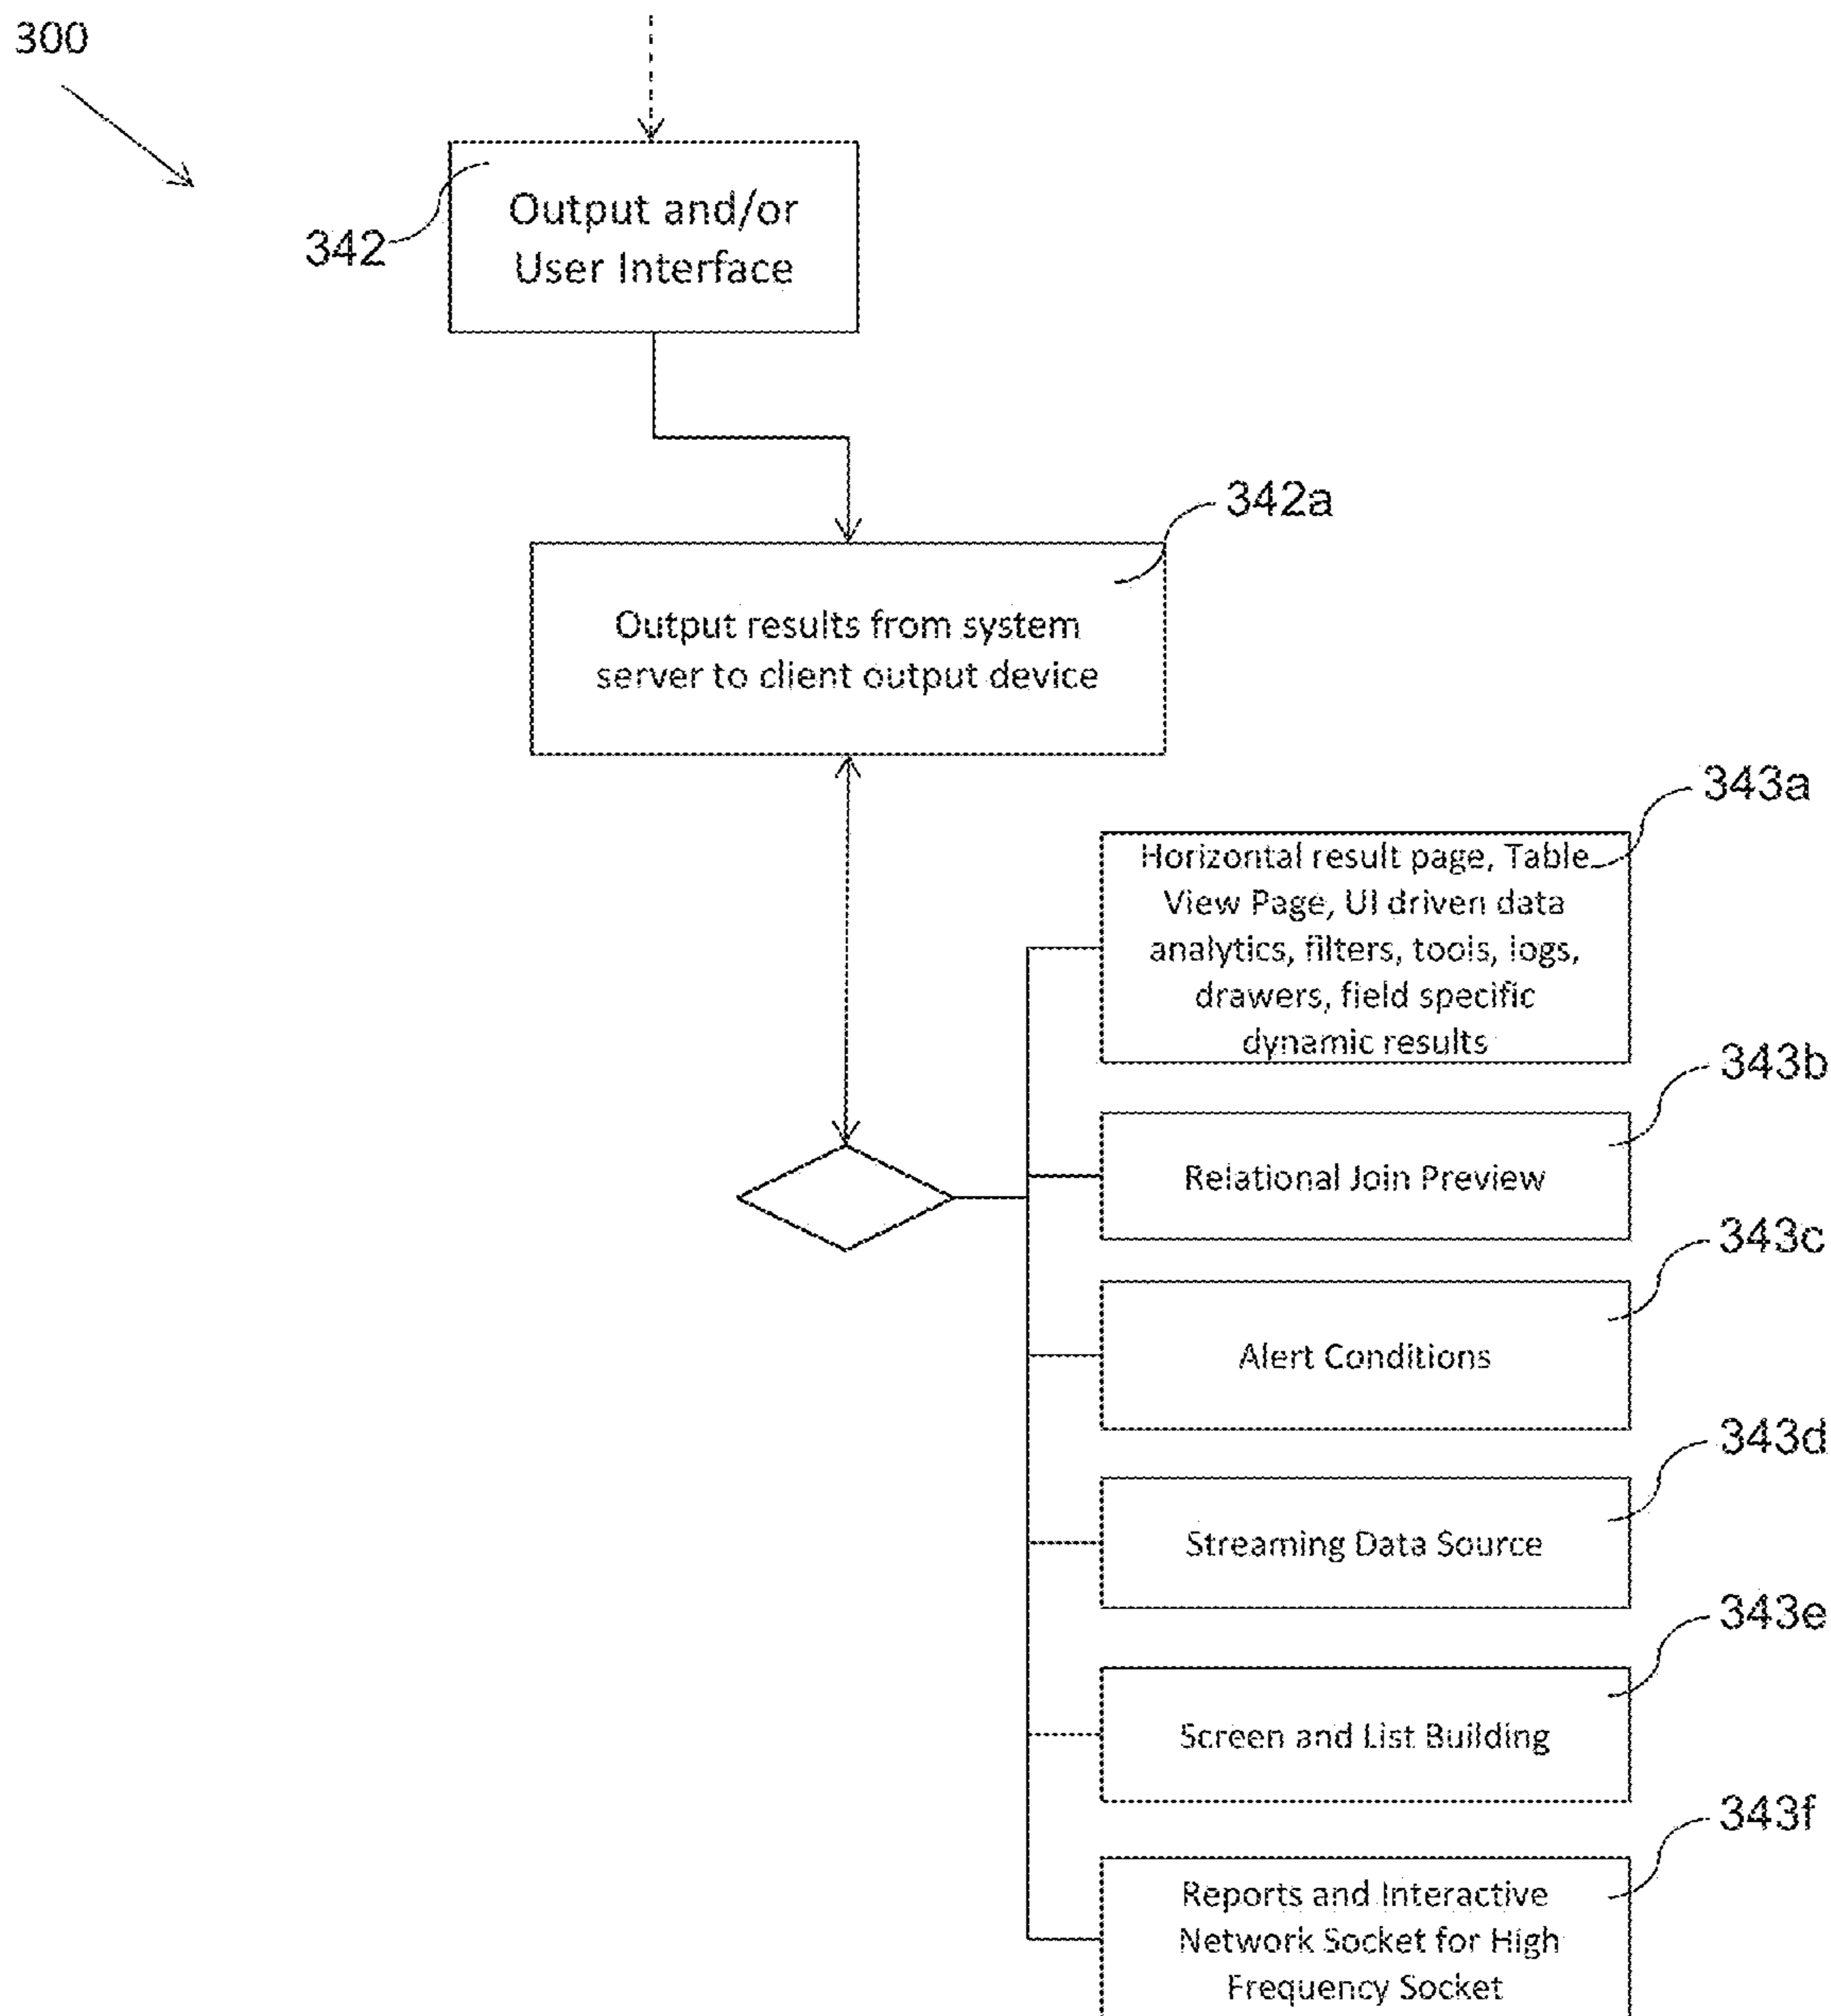 300
Output and/or
User Interface
342
342a
Output results from system
server to client output device
343a
Horizontal result page, Table
View Page, UI driven data
analytics, filters, tools, logs,
drawers, field specific
dynamic results
343b
Relational Join Preview
343c
Alert Conditions
343d
Streaming Data Source
343e
Screen and List Building
343f
Reports and Interactive
Network Socket for High
Frequency Socket